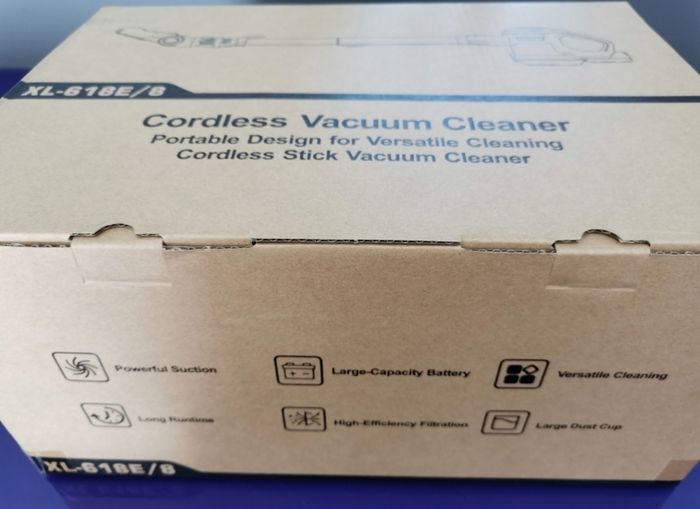 XL-618E/8
Cordless Vacuum Cleaner
Portable Design for Versatile Cleaning
Cordless Stick Vacuum Cleaner
Powerful Suction
Large-Capacity Battery
Versatile Cleaning
Long Runtime
High-Efficiency Filtration
Large Dust Cup
XL-618E/8